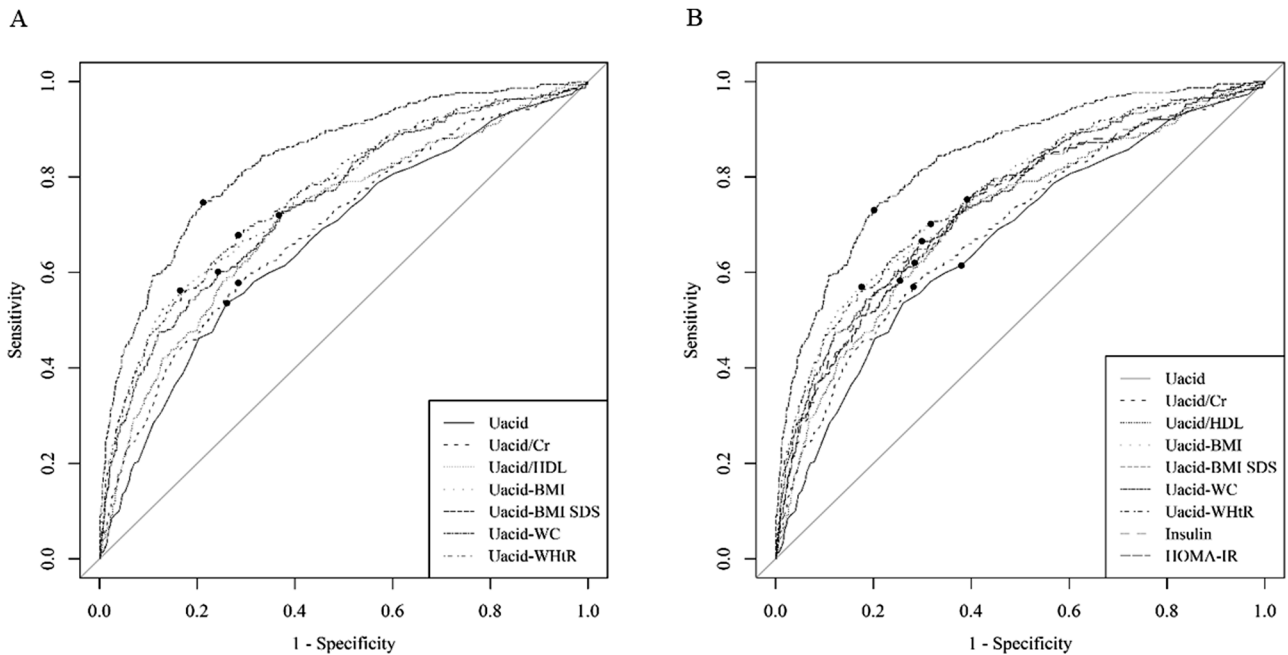 A
B
Sensitivity
1.0
0.8
0.6
0.4
0.2
0.0
Uacid
Uacid/Cr
Uacid/HDL
Uacid-BMI
Uacid-BMI SDS
Uacid-WC
Uacid-WHtR
0.0 0.2 0.4 0.6 0.8 1.0
1 - Specificity
Sensitivity
1.0
0.8
0.6
0.4
0.2
0.0
Uacid
Uacid/Cr
Uacid/HDL
Uacid-BMI
Uacid-BMI SDS
Uacid-WC
Uacid-WHtR
Insulin
HOMA-IR
0.0 0.2 0.4 0.6 0.8 1.0
1 - Specificity